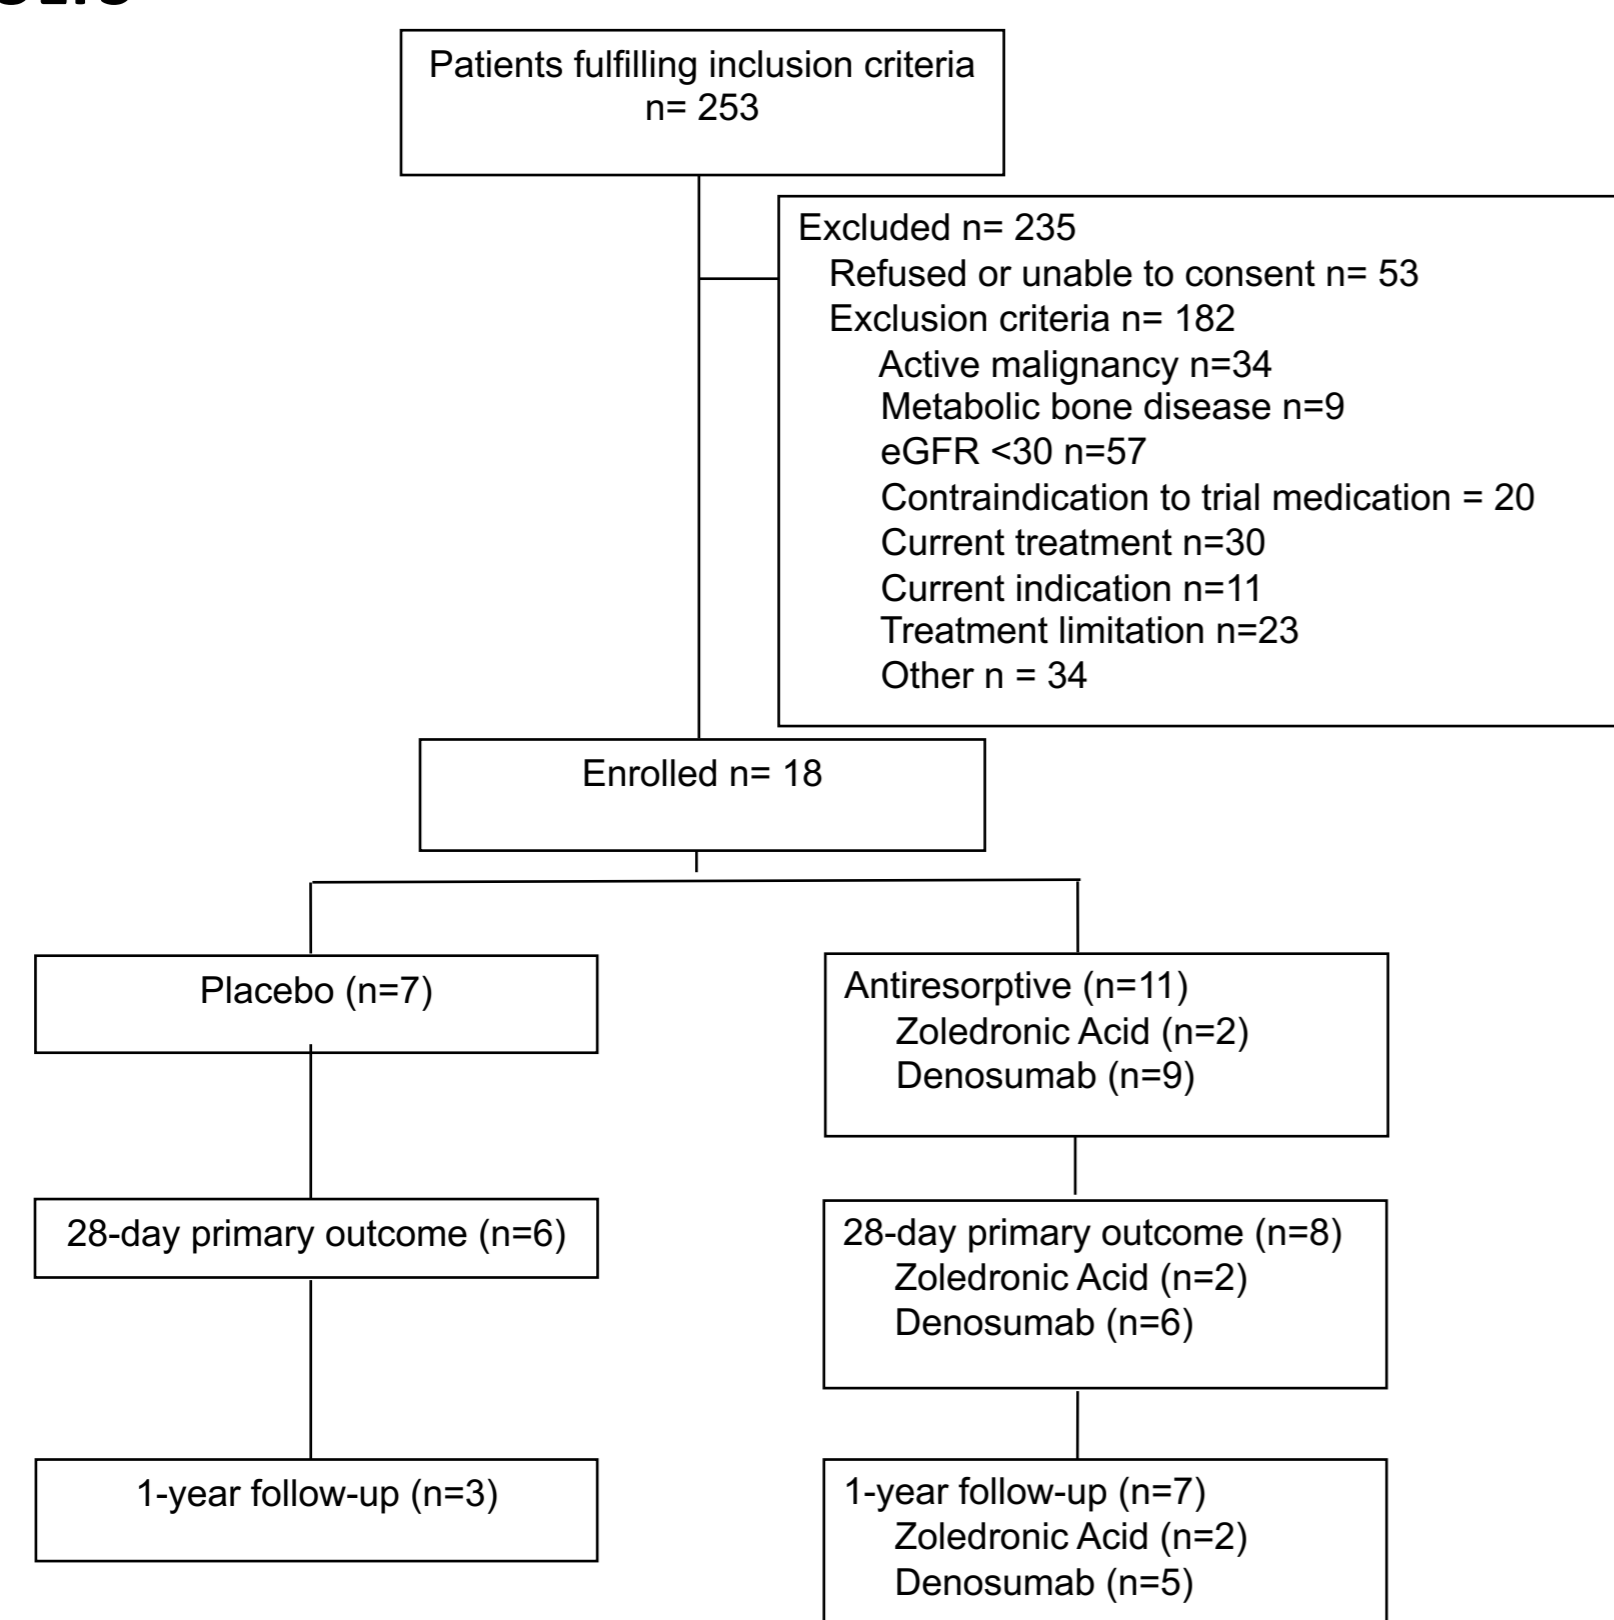 Patients fulfilling inclusion criteria
n= 253
Excluded n= 235
Refused or unable to consent n= 53
Exclusion criteria n= 182
Active malignancy n=34
Metabolic bone disease n=9
eGFR <30 n=57
Contraindication to trial medication = 20
Current treatment n=30
Current indication n=11
Treatment limitation n=23
Other n = 34
Enrolled n= 18
Placebo (n=7)
Antiresorptive (n=11)
Zoledronic Acid (n=2)
Denosumab (n=9)
28-day primary outcome (n=6)
28-day primary outcome (n=8)
Zoledronic Acid (n=2)
Denosumab (n=6)
1-year follow-up (n=3)
1-year follow-up (n=7)
Zoledronic Acid (n=2)
Denosumab (n=5)